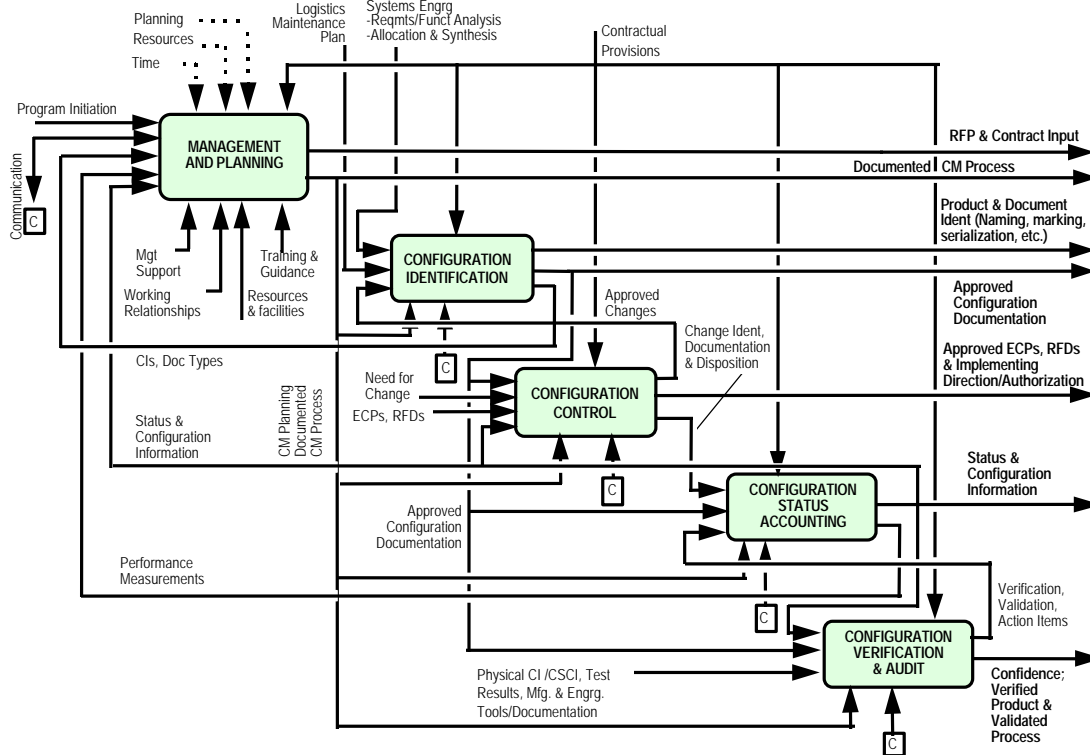 Planning
Resources
Time
Logistics
Maintenance
Plan
Systems Engrg
-Reqmts/Funct Analysis
-Allocation & Synthesis
Contractual
Provisions
Program Initiation
Communication
C
MANAGEMENT
AND PLANNING
RFP & Contract Input
Documented CM Process
Mgt
Support
Working
Relationships
Training &
Guidance
Resources
& facilities
CONFIGURATION
IDENTIFICATION
Product & Document
Ident (Naming, marking,
serialization, etc.)
Approved
Configuration
Documentation
Approved
Changes
Change Ident,
Documentation
& Disposition
CIs, Doc Types
C
Need for
Change
ECPs, RFDs
CONFIGURATION
CONTROL
Approved ECPs, RFDs
& Implementing
Direction/Authorization
Status &
Configuration
Information
CM Planning
Documented
CM Process
C
CONFIGURATION
STATUS
ACCOUNTING
Status &
Configuration
Information
Approved
Configuration
Documentation
Performance
Measurements
C
Verification,
Validation,
Action Items
CONFIGURATION
VERIFICATION
& AUDIT
Physical CI /CSCI, Test
Results, Mfg. & Engrg.
Tools/Documentation
Confidence;
Verified
Product &
Validated
Process
C